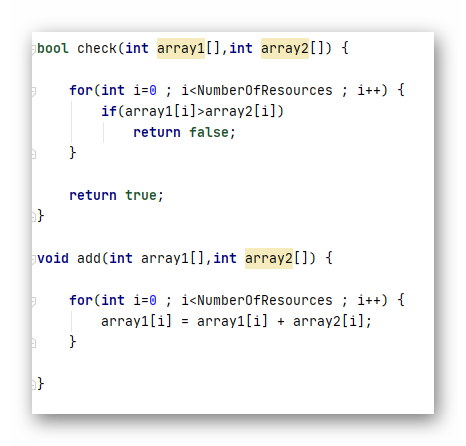 bool check(int array1[],int array2[]) {
for(int i=0 ; i<NumberOfResources ; i++) {
if(array1[i]>array2[i])
return false;
}
return true;
}
void add(int array1[],int array2[]) {
for(int i=0 ; i<NumberOfResources ; i++) {
array1[i] = array1[i] + array2[i];
}
}